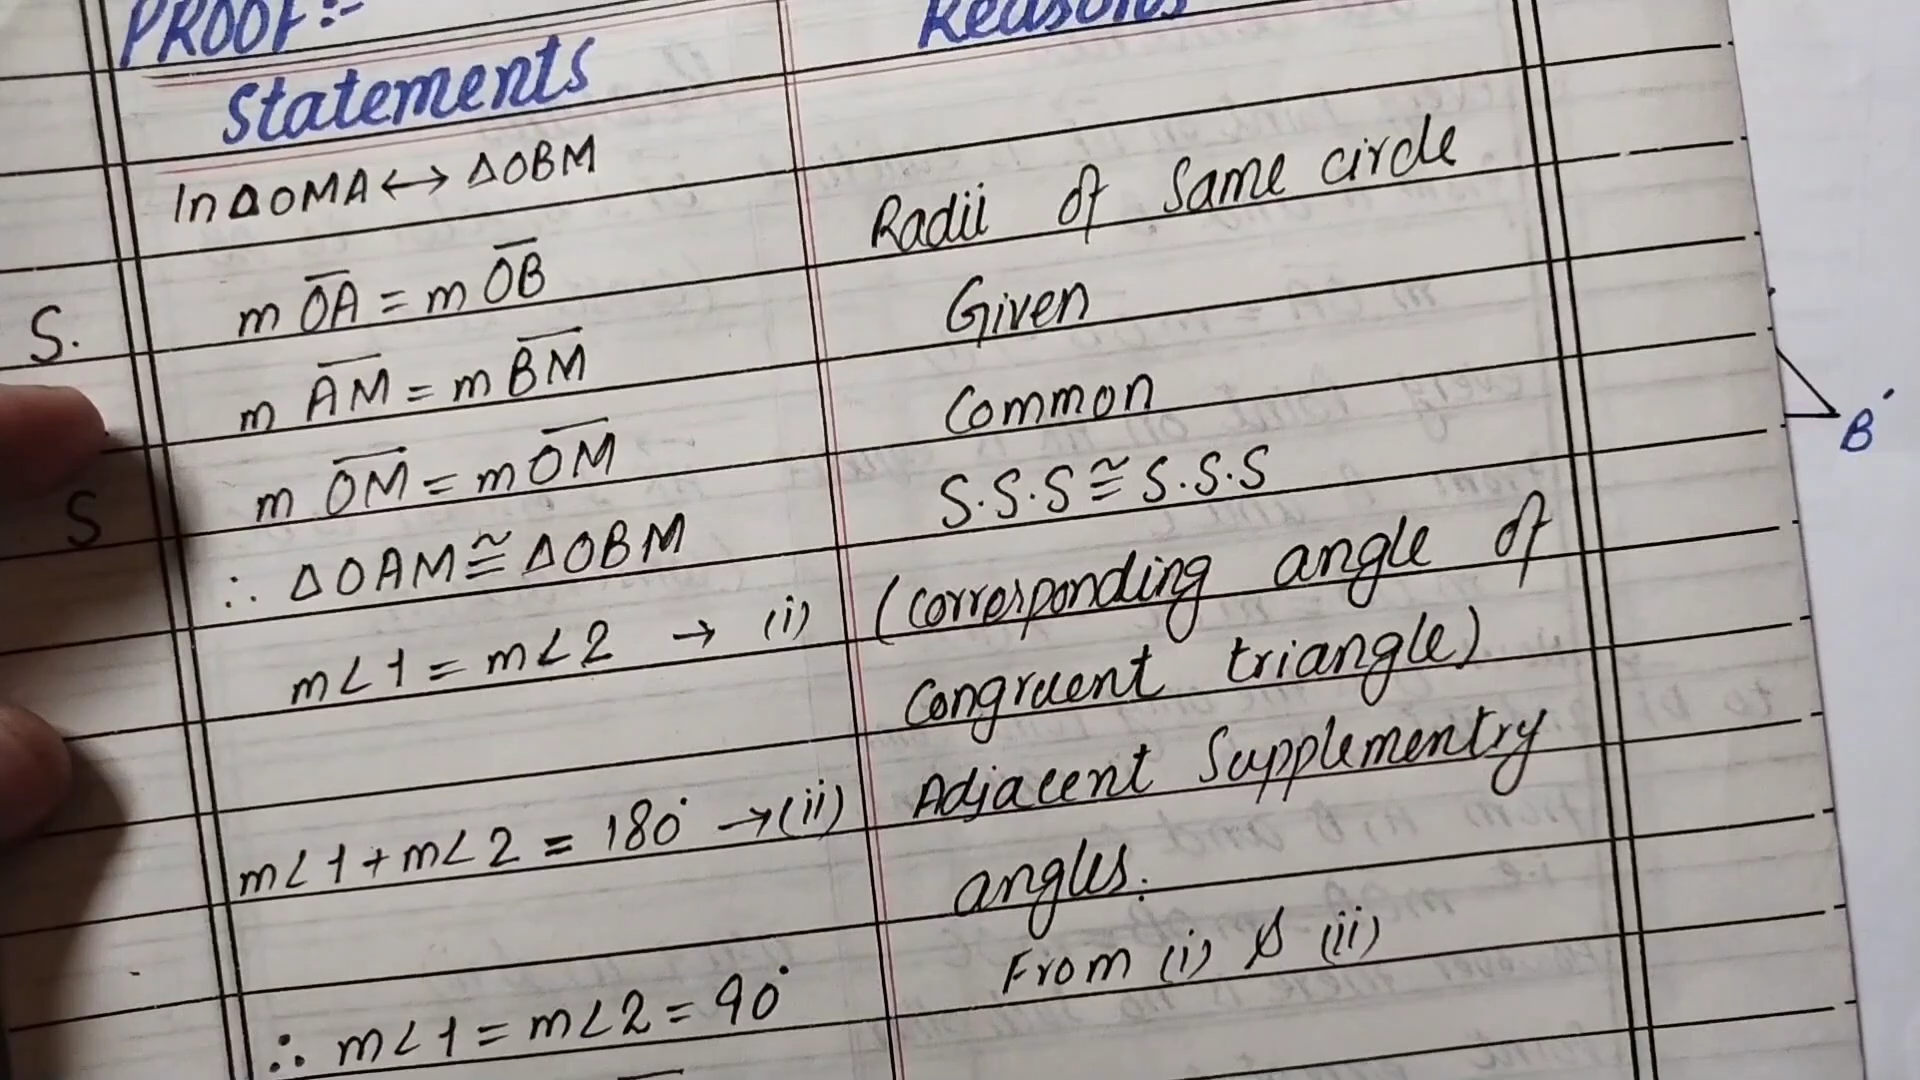 PROOF:-
Reasons
Statements
In ΔOMA ↔ ΔOBM
Radii of Same circle
S. m OA = m OB
Given
m AM = m BM
Common
S m OM = m OM
S.S.S ≅ S.S.S
∴ ΔOAM ≅ ΔOBM
(corresponding angle of
m∠1 = m∠2 → (i)
congruent triangle)
Adjacent Supplementry
m∠1 + m∠2 = 180° → (ii)
angles.
From (i) & (ii)
∴ m∠1 = m∠2 = 90°
B